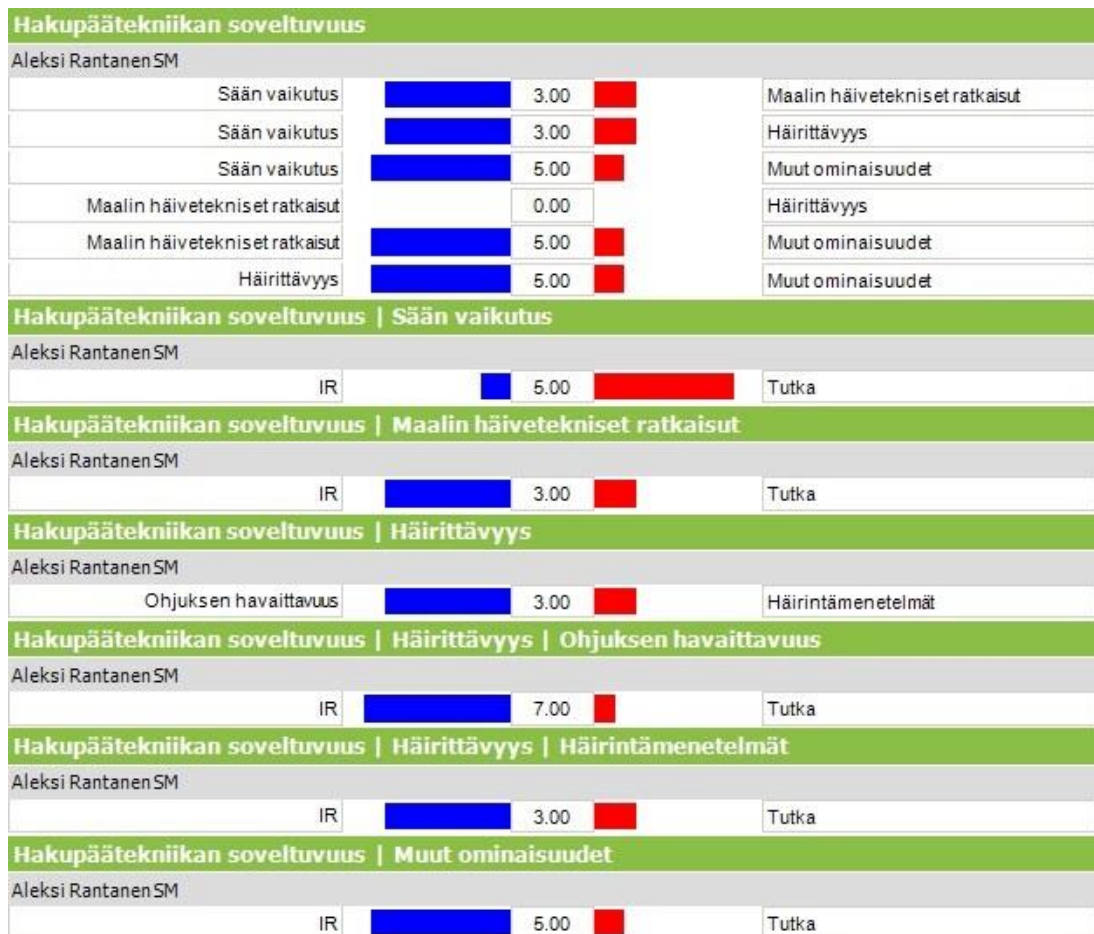 Hakupäätekniikan soveltuvuus
Aleksi Rantanen SM
Sään vaikutus 3.00 Maalin häivetekniset ratkaisut
Sään vaikutus 3.00 Häirittävyys
Sään vaikutus 5.00 Muut ominaisuudet
Maalin häivetekniset ratkaisut 0.00 Häirittävyys
Maalin häivetekniset ratkaisut 5.00 Muut ominaisuudet
Häirittävyys 5.00 Muut ominaisuudet
Hakupäätekniikan soveltuvuus | Sään vaikutus
Aleksi Rantanen SM
IR 5.00 Tutka
Hakupäätekniikan soveltuvuus | Maalin häivetekniset ratkaisut
Aleksi Rantanen SM
IR 3.00 Tutka
Hakupäätekniikan soveltuvuus | Häirittävyys
Aleksi Rantanen SM
Ohjuksen havaittavuus 3.00 Häirintämenetelmät
Hakupäätekniikan soveltuvuus | Häirittävyys | Ohjuksen havaittavuus
Aleksi Rantanen SM
IR 7.00 Tutka
Hakupäätekniikan soveltuvuus | Häirittävyys | Häirintämenetelmät
Aleksi Rantanen SM
IR 3.00 Tutka
Hakupäätekniikan soveltuvuus | Muut ominaisuudet
Aleksi Rantanen SM
IR 5.00 Tutka